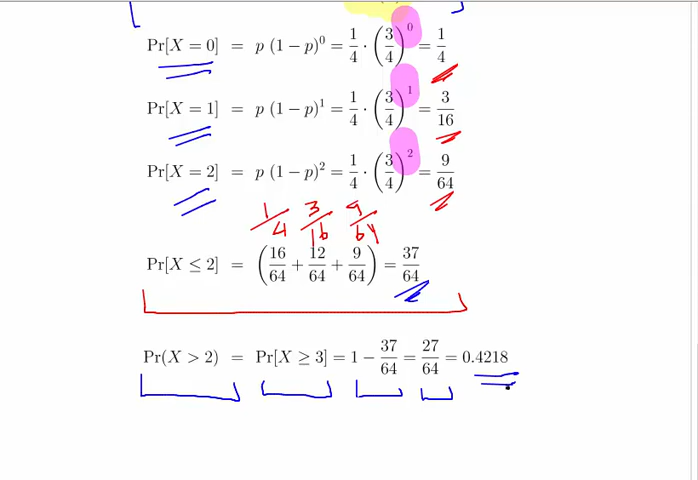 Pr[X = 0] = p (1 − p)^0 = 1/4 · (3/4)^0 = 1/4
Pr[X = 1] = p (1 − p)^1 = 1/4 · (3/4)^1 = 3/16
Pr[X = 2] = p (1 − p)^2 = 1/4 · (3/4)^2 = 9/64
1/4 3/16 9/64
Pr[X ≤ 2] = (16/64 + 12/64 + 9/64) = 37/64
Pr(X > 2) = Pr[X ≥ 3] = 1 − 37/64 = 27/64 = 0.4218